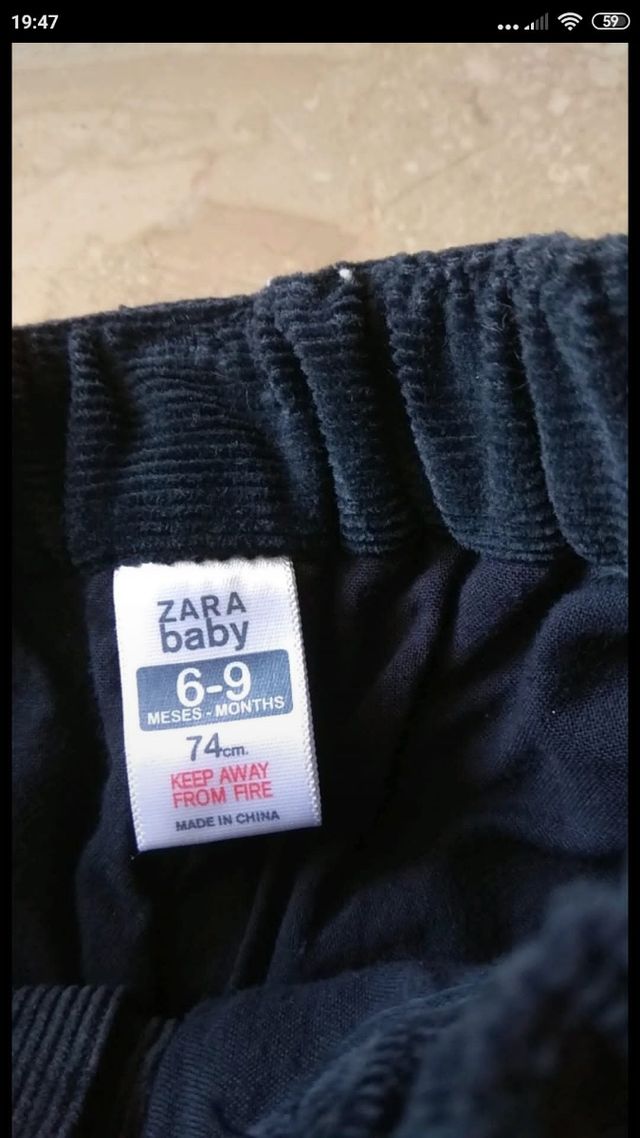 19:47
59
ZARA
baby
6-9
MESES - MONTHS
74cm.
KEEP AWAY
FROM FIRE
MADE IN CHINA